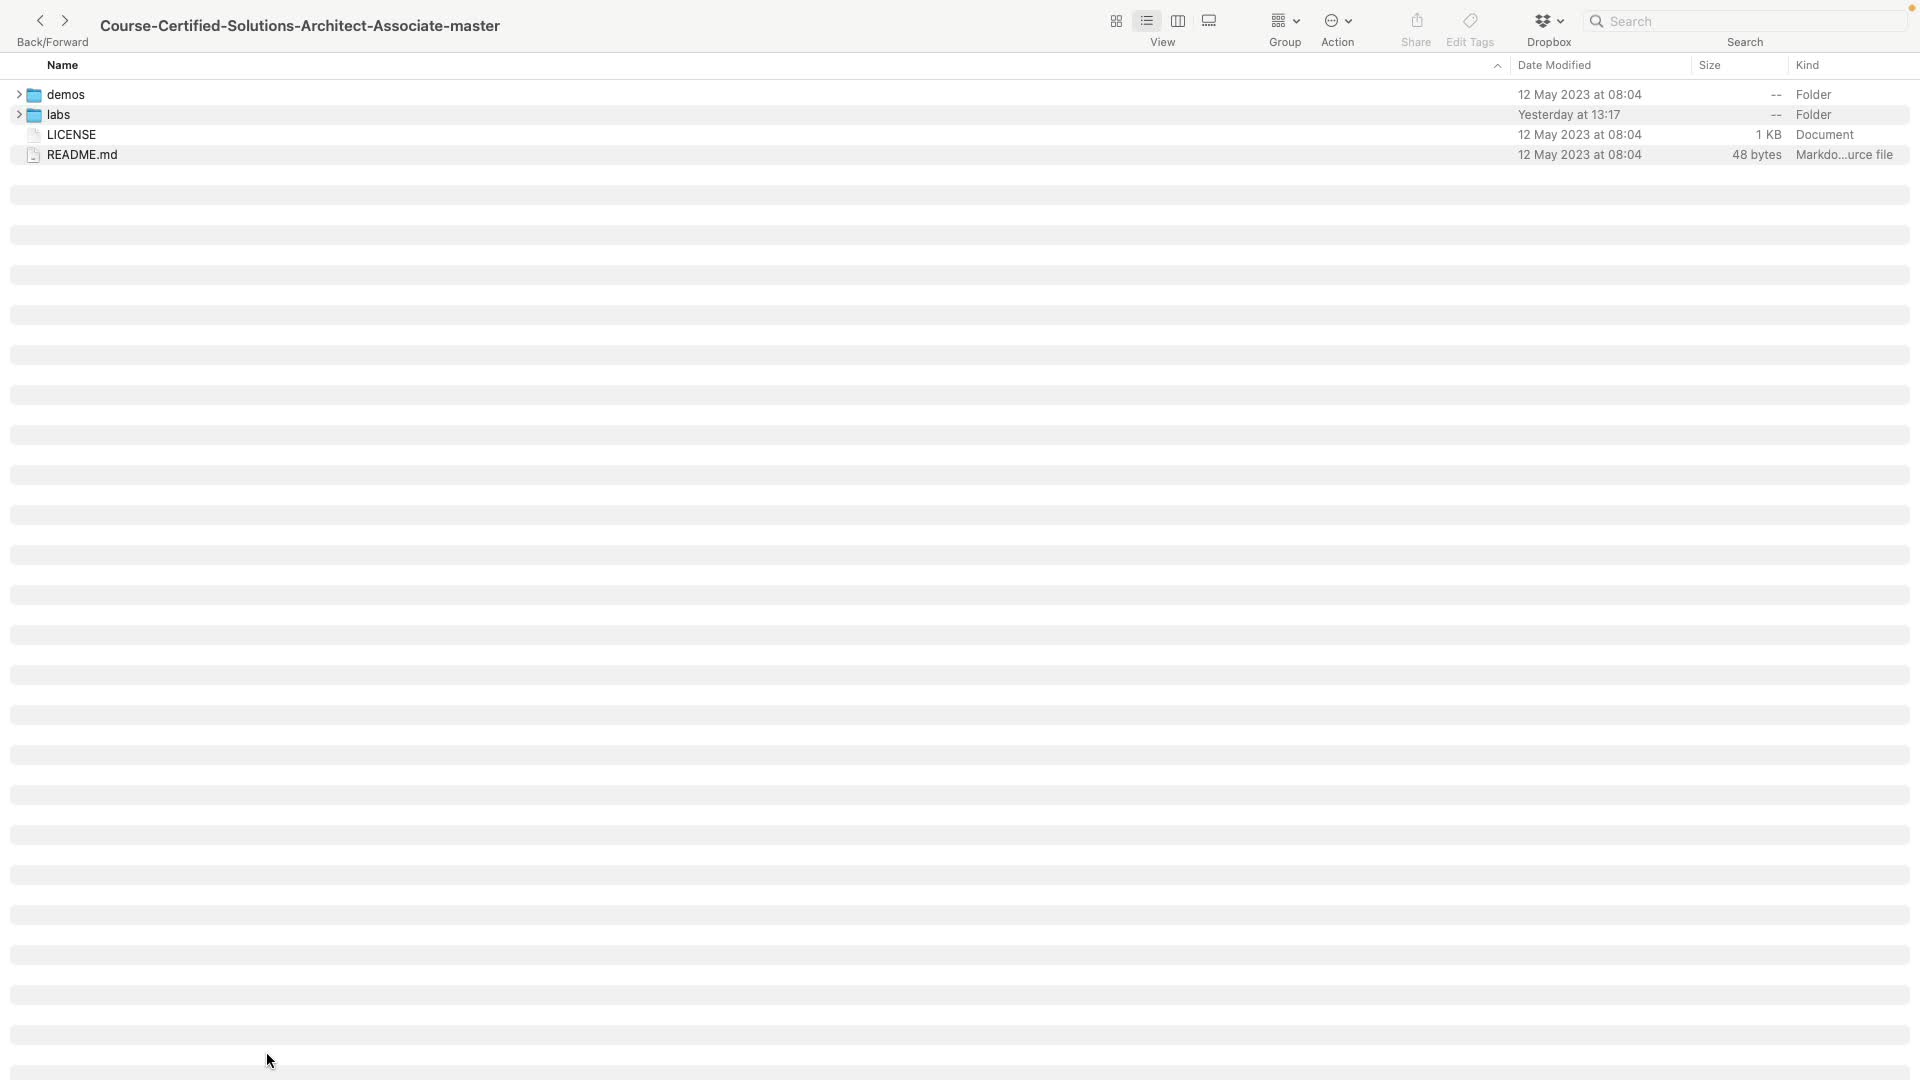 Course-Certified-Solutions-Architect-Associate-master
Back/Forward
View
Group
Action
Share
Edit Tags
Dropbox
Search
Search
Name Date Modified Size Kind
demos 12 May 2023 at 08:04 -- Folder
labs Yesterday at 13:17 -- Folder
LICENSE 12 May 2023 at 08:04 1 KB Document
README.md 12 May 2023 at 08:04 48 bytes Markdo...urce file